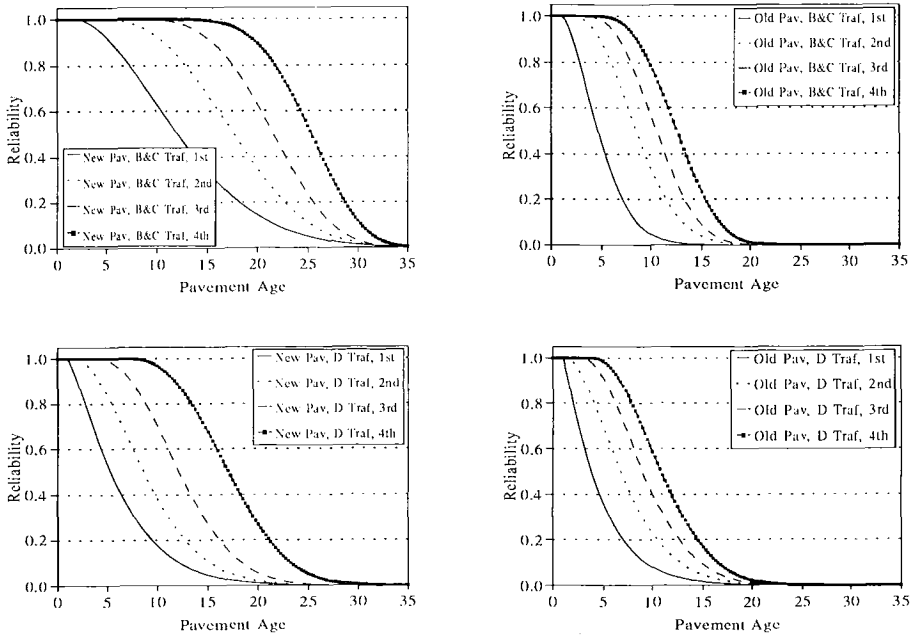 1.0
0.8
0.6
0.4
0.2
0.0
Reliability
New Pav, B&C Traf, 1st
New Pav, B&C Traf, 2nd
New Pav, B&C Traf, 3rd
New Pav, B&C Traf, 4th
0 5 10 15 20 25 30 35
Pavement Age
1.0
0.8
0.6
0.4
0.2
0.0
Reliability
Old Pav, B&C Traf, 1st
Old Pav, B&C Traf, 2nd
Old Pav, B&C Traf, 3rd
Old Pav, B&C Traf, 4th
0 5 10 15 20 25 30 35
Pavement Age
1.0
0.8
0.6
0.4
0.2
0.0
Reliability
New Pav, D Traf, 1st
New Pav, D Traf, 2nd
New Pav, D Traf, 3rd
New Pav, D Traf, 4th
0 5 10 15 20 25 30 35
Pavement Age
1.0
0.8
0.6
0.4
0.2
0.0
Reliability
Old Pav, D Traf, 1st
Old Pav, D Traf, 2nd
Old Pav, D Traf, 3rd
Old Pav, D Traf, 4th
0 5 10 15 20 25 30 35
Pavement Age